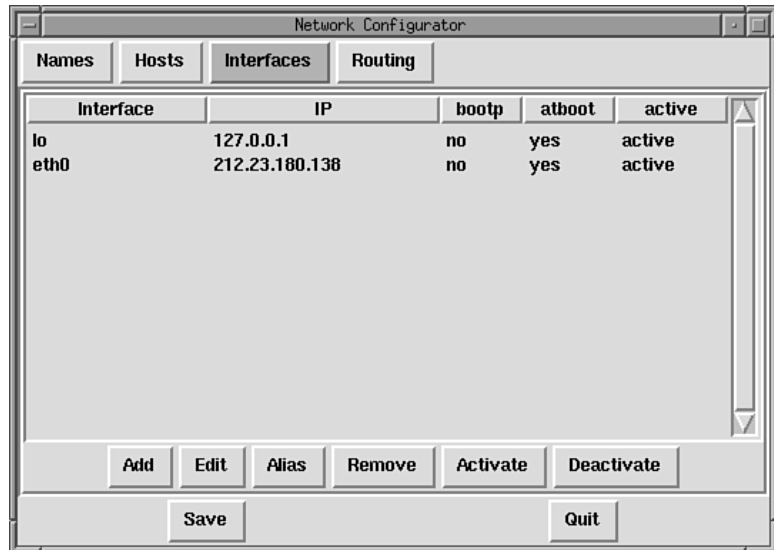 Network Configurator
Names Hosts Interfaces Routing
Interface IP bootp atboot active
lo 127.0.0.1 no yes active
eth0 212.23.180.138 no yes active
Add Edit Alias Remove Activate Deactivate
Save Quit